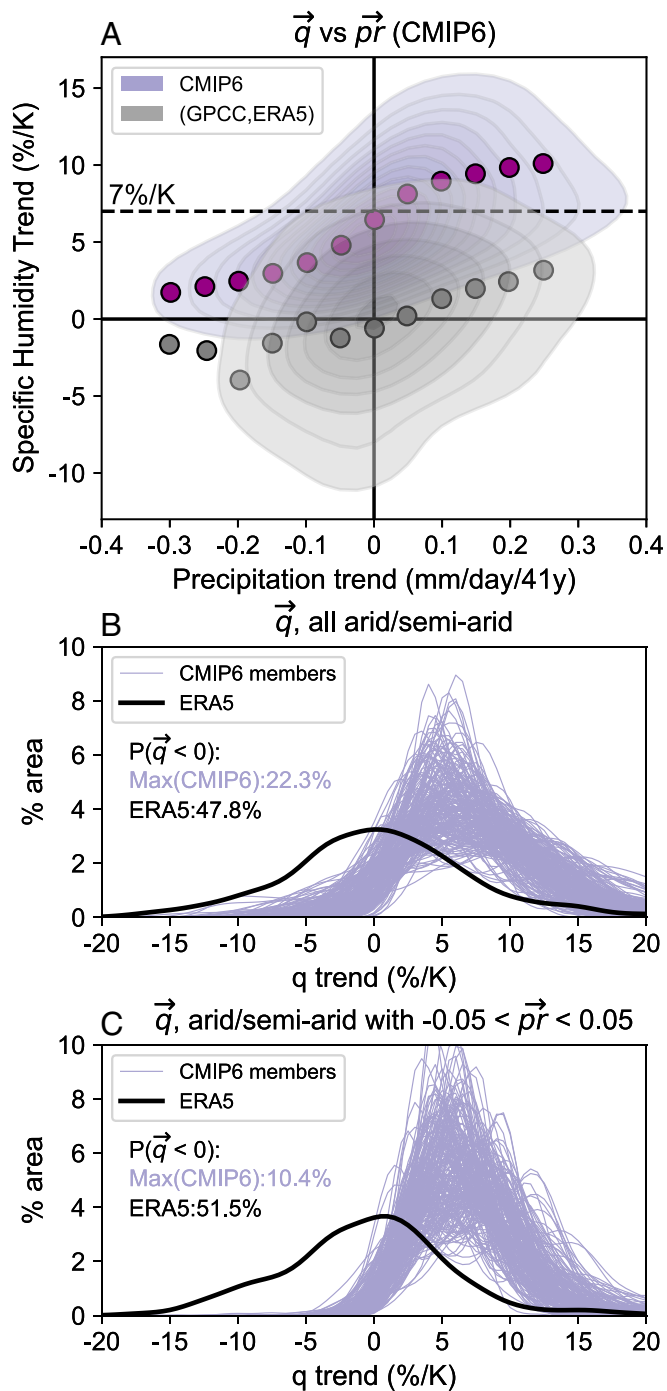 A q vs pr (CMIP6)
CMIP6
(GPCC,ERA5)
7%/K
Specific Humidity Trend (%/K)
15
10
5
0
-5
-10
-0.4 -0.3 -0.2 -0.1 0 0.1 0.2 0.3 0.4
Precipitation trend (mm/day/41y)
B q, all arid/semi-arid
CMIP6 members
ERA5
P(q < 0):
Max(CMIP6):22.3%
ERA5:47.8%
% area
10
8
6
4
2
0
-20 -15 -10 -5 0 5 10 15 20
q trend (%/K)
C q, arid/semi-arid with -0.05 < pr < 0.05
CMIP6 members
ERA5
P(q < 0):
Max(CMIP6):10.4%
ERA5:51.5%
% area
10
8
6
4
2
0
-20 -15 -10 -5 0 5 10 15 20
q trend (%/K)